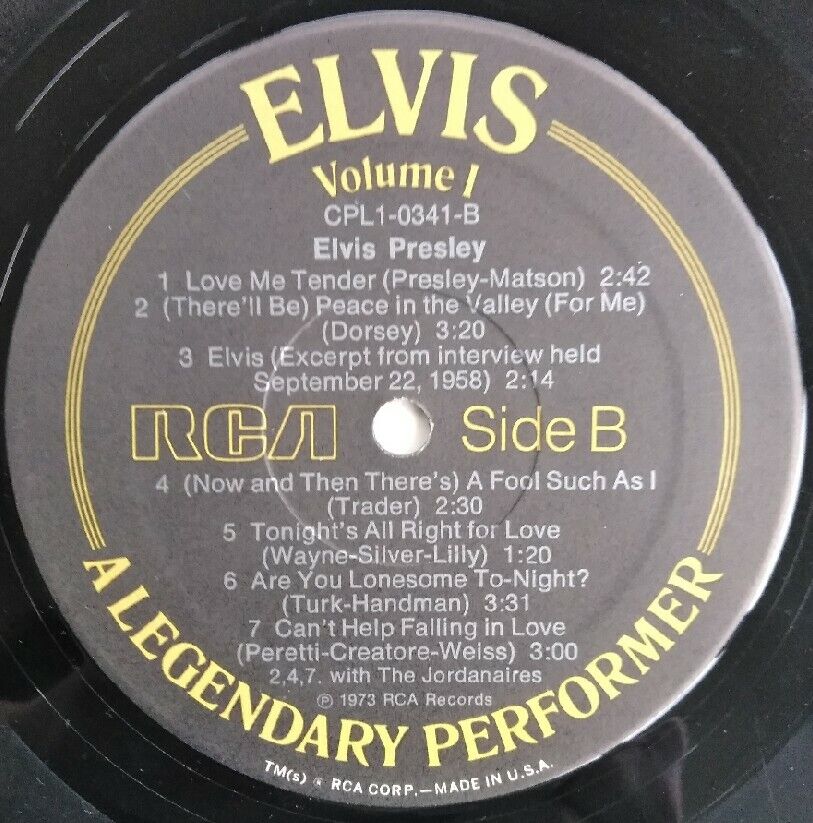 ELVIS
Volume 1
CPL1-0341-B
Elvis Presley
1 Love Me Tender (Presley-Matson) 2:42
2 (There'll Be) Peace in the Valley (For Me)
(Dorsey) 3:20
3 Elvis (Excerpt from interview held
September 22, 1958) 2:14
RCA Side B
4 (Now and Then There's) A Fool Such As I
(Trader) 2:30
5 Tonight's All Right for Love
(Wayne-Silver-Lilly) 1:20
6 Are You Lonesome To-Night?
(Turk-Handman) 3:31
7 Can't Help Falling in Love
(Peretti-Creatore-Weiss) 3:00
2,4,7. with The Jordanaires
℗ 1973 RCA Records
A LEGENDARY PERFORMER
TM(s) ® RCA CORP.—MADE IN U.S.A.